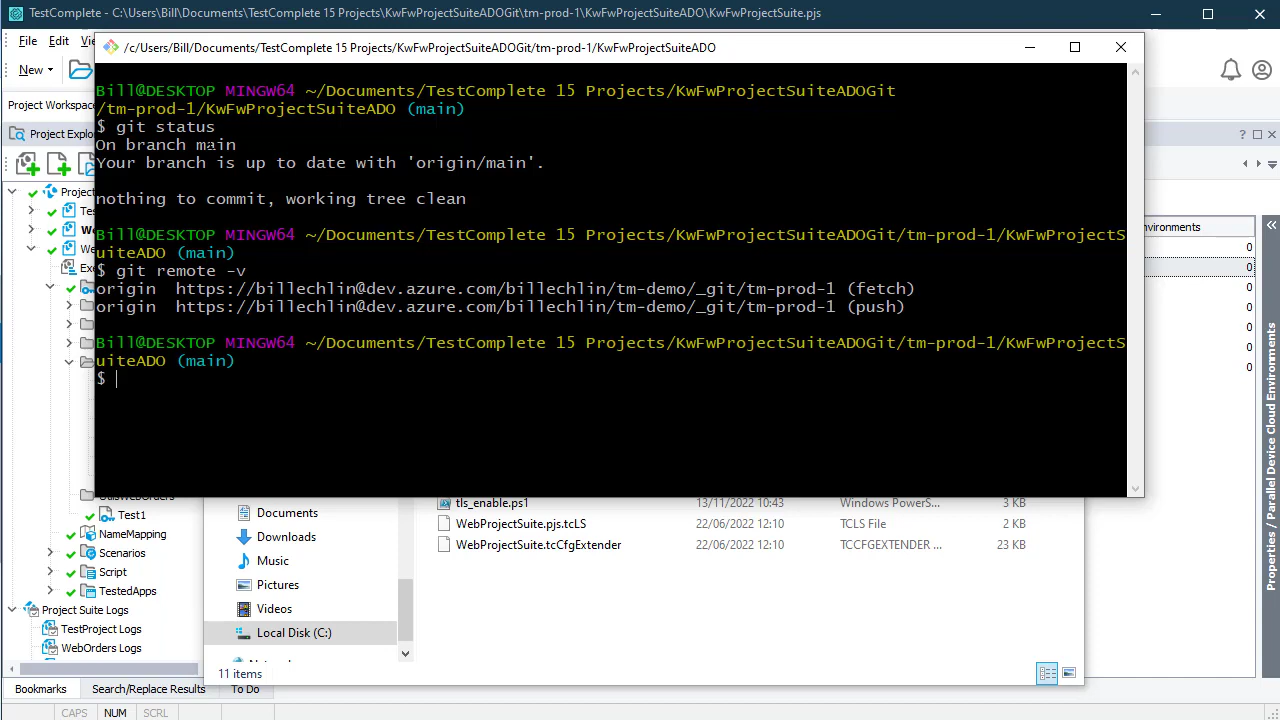 TestComplete - C:\Users\Bill\Documents\TestComplete 15 Projects\KwFwProjectSuiteADOGit\tm-prod-1\KwFwProjectSuiteADO\KwFwProjectSuite.pjs
File Edit
New
/c/Users/Bill/Documents/TestComplete 15 Projects/KwFwProjectSuiteADOGit/tm-prod-1/KwFwProjectSuiteADO
Bill@DESKTOP MINGW64 ~/Documents/TestComplete 15 Projects/KwFwProjectSuiteADOGit
/tm-prod-1/KwFwProjectSuiteADO (main)
$ git status
On branch main
Your branch is up to date with 'origin/main'.
nothing to commit, working tree clean
Bill@DESKTOP MINGW64 ~/Documents/TestComplete 15 Projects/KwFwProjectSuiteADOGit/tm-prod-1/KwFwProjectS
uiteADO (main)
$ git remote -v
origin https://billechlin@dev.azure.com/billechlin/tm-demo/_git/tm-prod-1 (fetch)
origin https://billechlin@dev.azure.com/billechlin/tm-demo/_git/tm-prod-1 (push)
Bill@DESKTOP MINGW64 ~/Documents/TestComplete 15 Projects/KwFwProjectSuiteADOGit/tm-prod-1/KwFwProjectS
uiteADO (main)
$
Project Explo
Project
NameMapping
Scenarios
Script
TestedApps
Test1
Project Suite Logs
TestProject Logs
WebOrders Logs
Bookmarks Search/Replace Results To Do
CAPS NUM SCRL
Documents
Downloads
Music
Pictures
Videos
Local Disk (C:)
11 items
tls_enable.ps1 13/11/2022 10:43 Windows PowerS... 3 KB
WebProjectSuite.pjs.tcLS 22/06/2022 12:10 TCLS File 2 KB
WebProjectSuite.tcCfgExtender 22/06/2022 12:10 TCCFGEXTENDER ... 23 KB
0
0
0
0
0
0
0
Properties / Parallel Device Cloud Environments